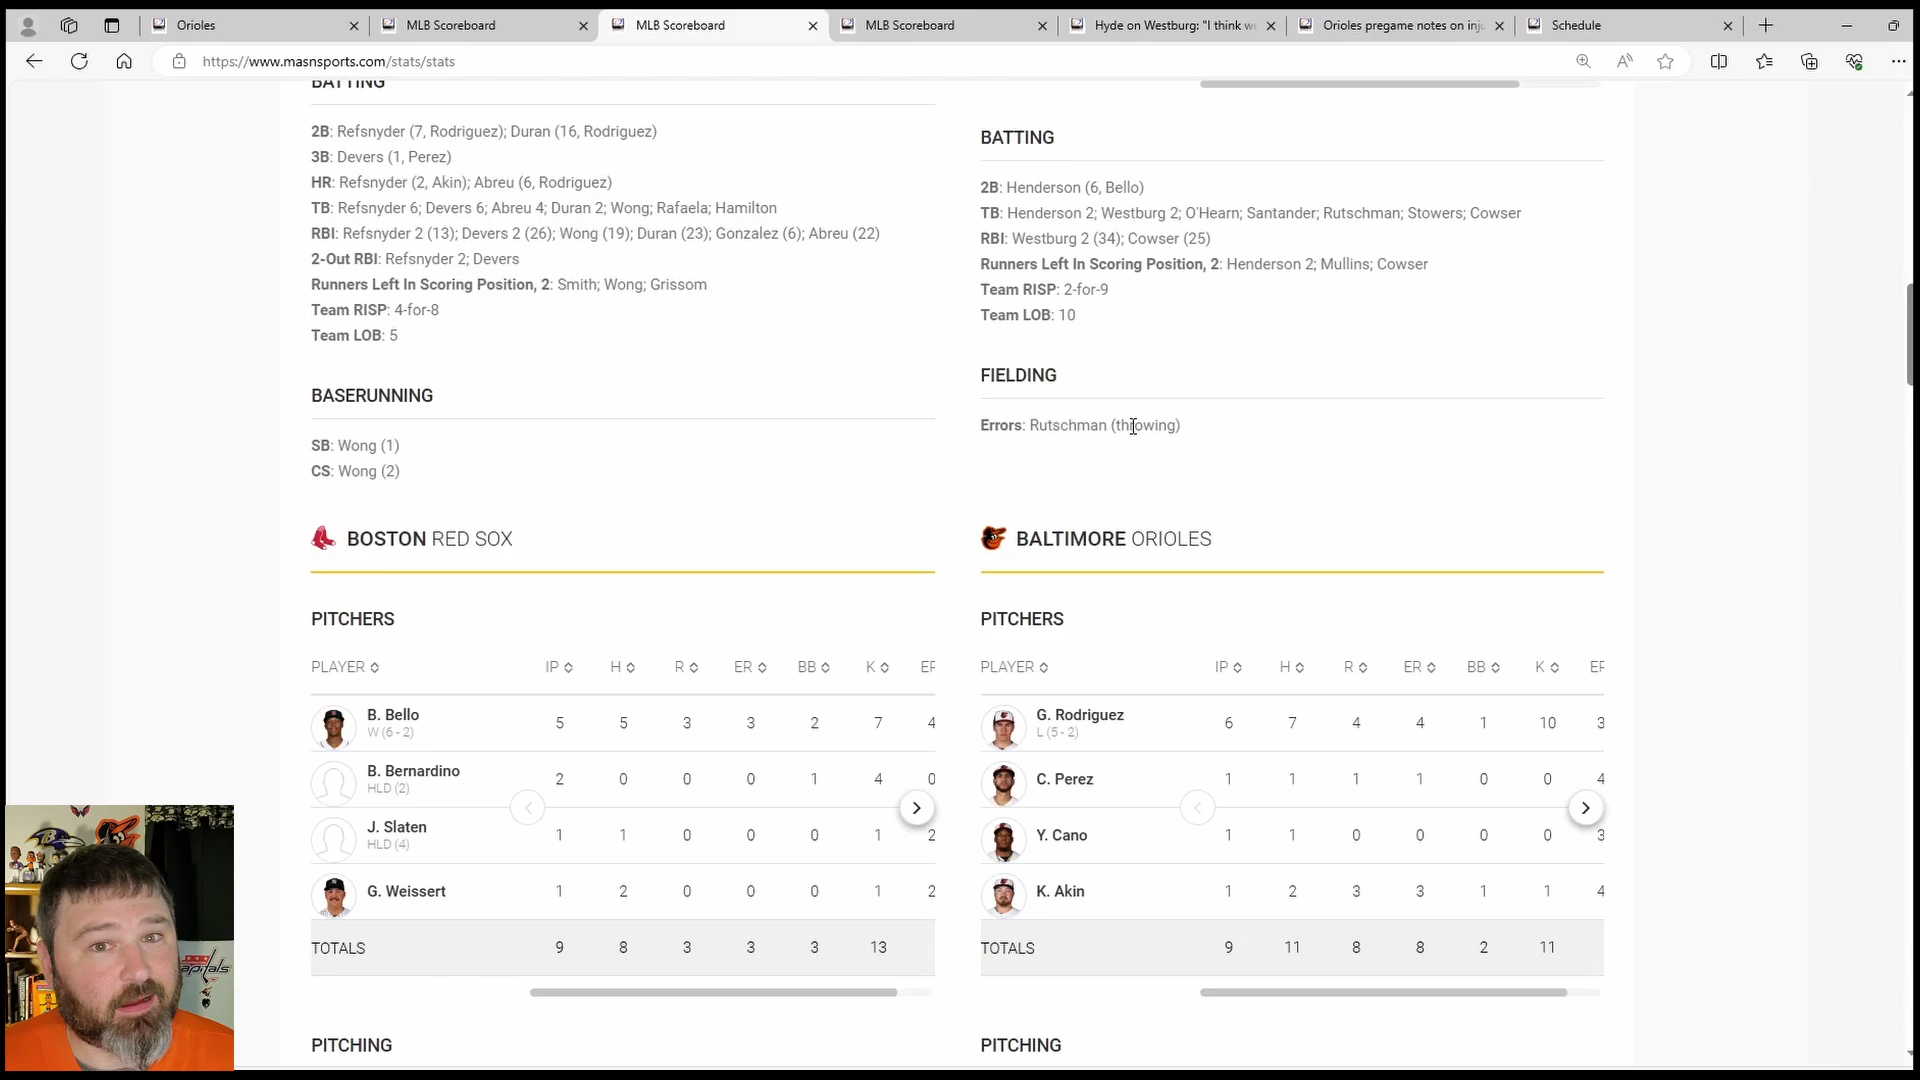 Orioles
MLB Scoreboard
MLB Scoreboard
MLB Scoreboard
Hyde on Westburg: "I think we
Orioles pregame notes on inju
Schedule
https://www.masnsports.com/stats/stats
BATTING
2B: Refsnyder (7, Rodriguez); Duran (16, Rodriguez)
3B: Devers (1, Perez)
HR: Refsnyder (2, Akin); Abreu (6, Rodriguez)
TB: Refsnyder 6; Devers 6; Abreu 4; Duran 2; Wong; Rafaela; Hamilton
RBI: Refsnyder 2 (13); Devers 2 (26); Wong (19); Duran (23); Gonzalez (6); Abreu (22)
2-Out RBI: Refsnyder 2; Devers
Runners Left In Scoring Position, 2: Smith; Wong; Grissom
Team RISP: 4-for-8
Team LOB: 5
BASERUNNING
SB: Wong (1)
CS: Wong (2)
BATTING
2B: Henderson (6, Bello)
TB: Henderson 2; Westburg 2; O'Hearn; Santander; Rutschman; Stowers; Cowser
RBI: Westburg 2 (34); Cowser (25)
Runners Left In Scoring Position, 2: Henderson 2; Mullins; Cowser
Team RISP: 2-for-9
Team LOB: 10
FIELDING
Errors: Rutschman (throwing)
BOSTON RED SOX
PITCHERS
PLAYER IP H R ER BB K ER
B. Bello 5 5 3 3 2 7 4
W (6 - 2)
B. Bernardino 2 0 0 0 1 4 0
HLD (2)
J. Slaten 1 1 0 0 0 1 2
HLD (4)
G. Weissert 1 2 0 0 0 1 2
TOTALS 9 8 3 3 3 13
PITCHING
BALTIMORE ORIOLES
PITCHERS
PLAYER IP H R ER BB K ER
G. Rodriguez 6 7 4 4 1 10 3
L (5 - 2)
C. Perez 1 1 1 1 0 0 4
Y. Cano 1 1 0 0 0 0 3
K. Akin 1 2 3 3 1 1 4
TOTALS 9 11 8 8 2 11
PITCHING
apitals